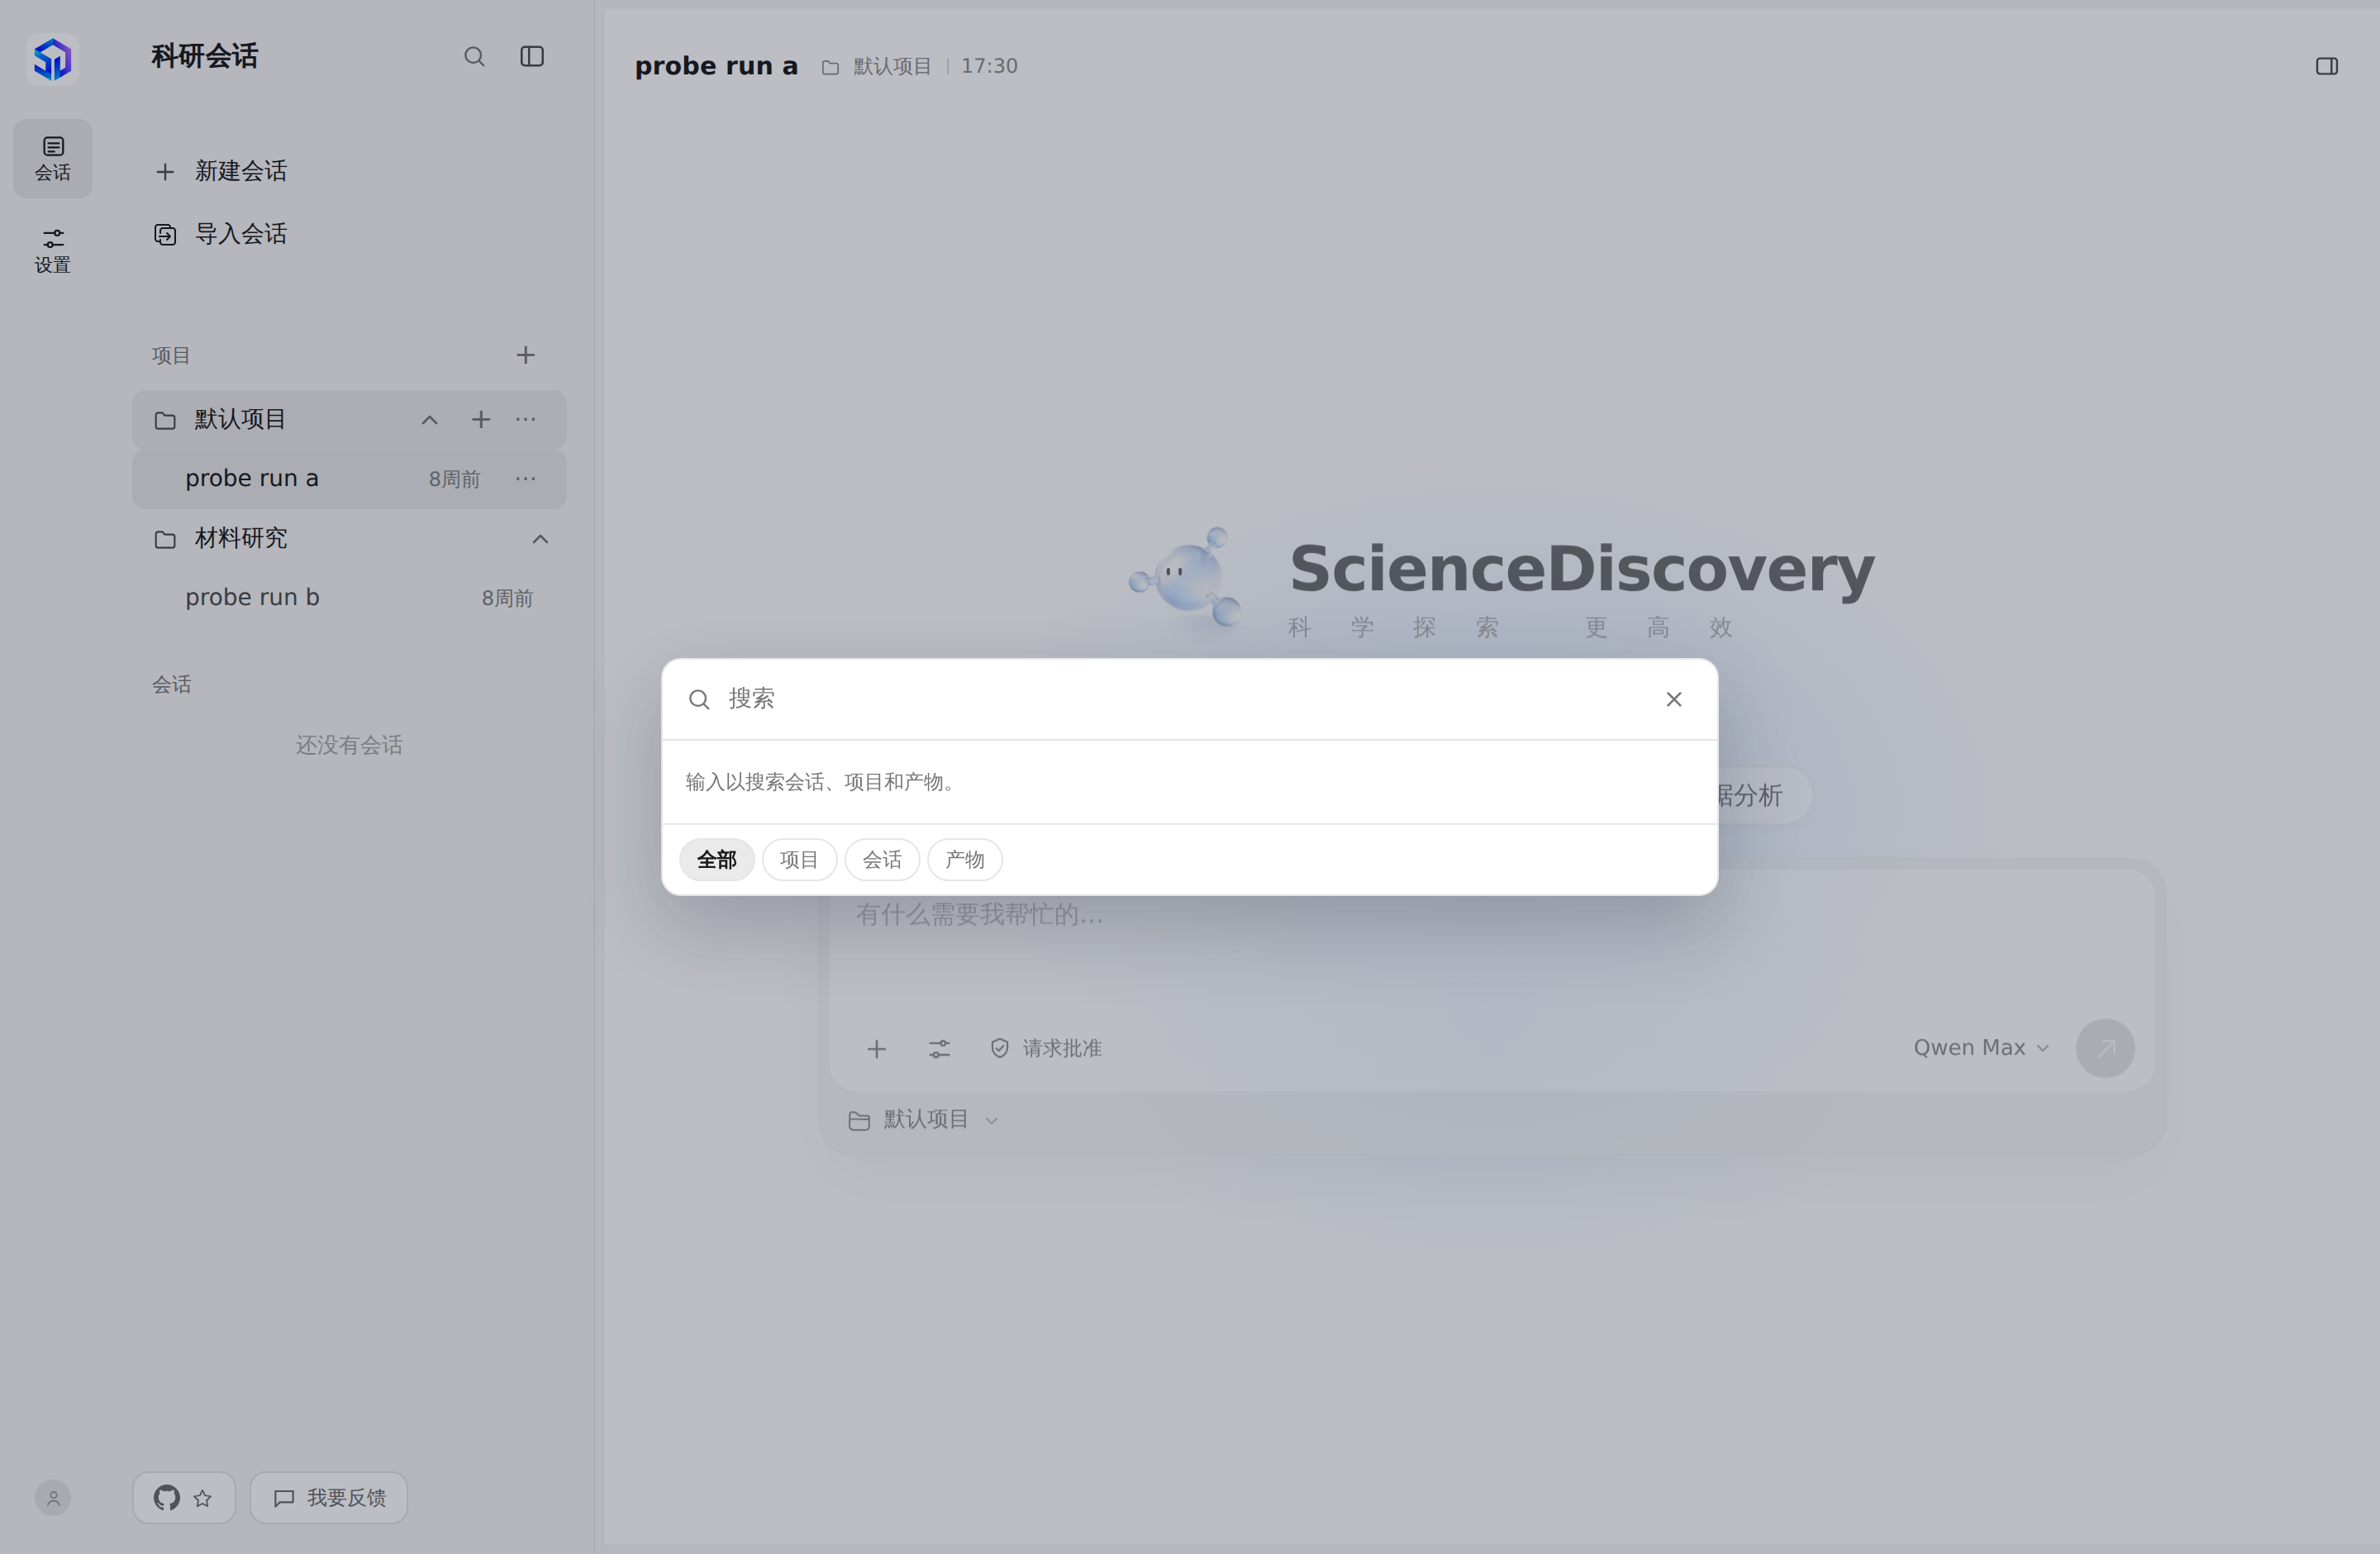 科研会话
会话
设置
新建会话
导入会话
项目
默认项目
probe run a 8周前
材料研究
probe run b 8周前
会话
还没有会话
我要反馈
probe run a 默认项目 17:30
ScienceDiscovery
科学探索 更高效
搜索
输入以搜索会话、项目和产物。
全部 项目 会话 产物
据分析
有什么需要我帮忙的...
请求批准 Qwen Max
默认项目